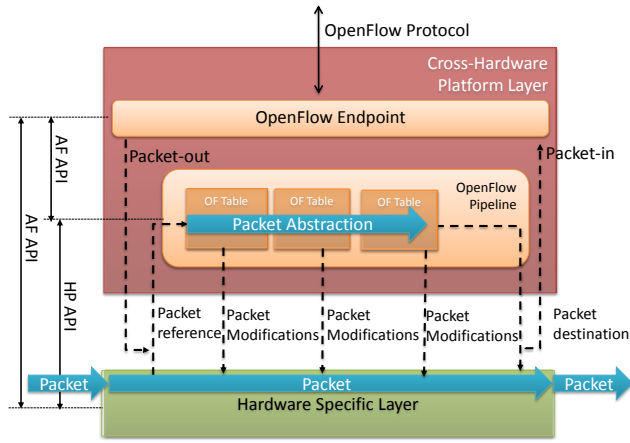 OpenFlow Protocol
Cross-Hardware
Platform Layer
OpenFlow Endpoint
AF API
AF API
HP API
Packet-out
Packet-in
OF Table
OF Table
OF Table
OpenFlow
Pipeline
Packet Abstraction
Packet
reference
Packet
Modifications
Packet
Modifications
Packet
Modifications
Packet
destination
Packet
Packet
Packet
Hardware Specific Layer